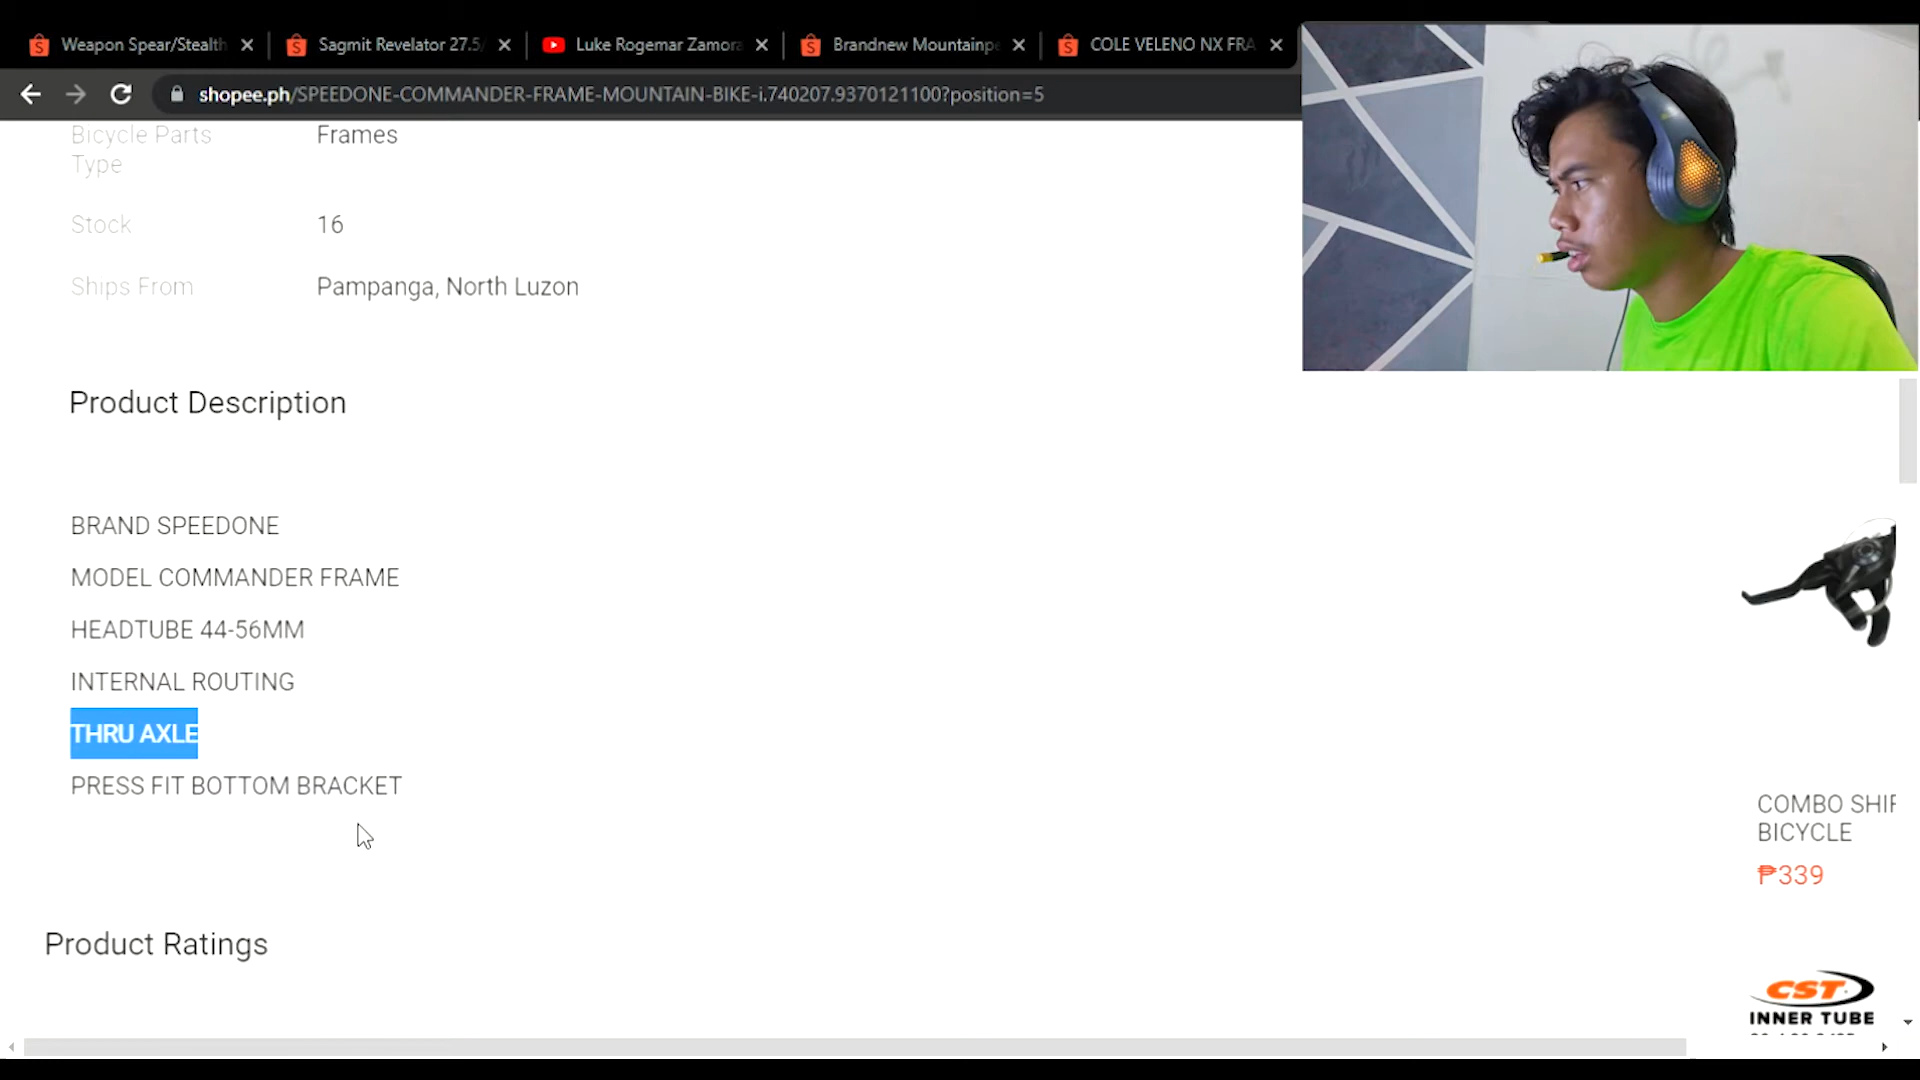 Weapon Spear/Stealth
Sagmit Revelator 27.5/
Luke Rogemar Zamora
Brandnew Mountainpe
COLE VELENO NX FRA
shopee.ph/SPEEDONE-COMMANDER-FRAME-MOUNTAIN-BIKE-i.740207.9370121100?position=5
Bicycle Parts Type
Frames
Stock
16
Ships From
Pampanga, North Luzon
Product Description
BRAND SPEEDONE
MODEL COMMANDER FRAME
HEADTUBE 44-56MM
INTERNAL ROUTING
THRU AXLE
PRESS FIT BOTTOM BRACKET
COMBO SHIF
BICYCLE
₱339
Product Ratings
CST
INNER TUBE